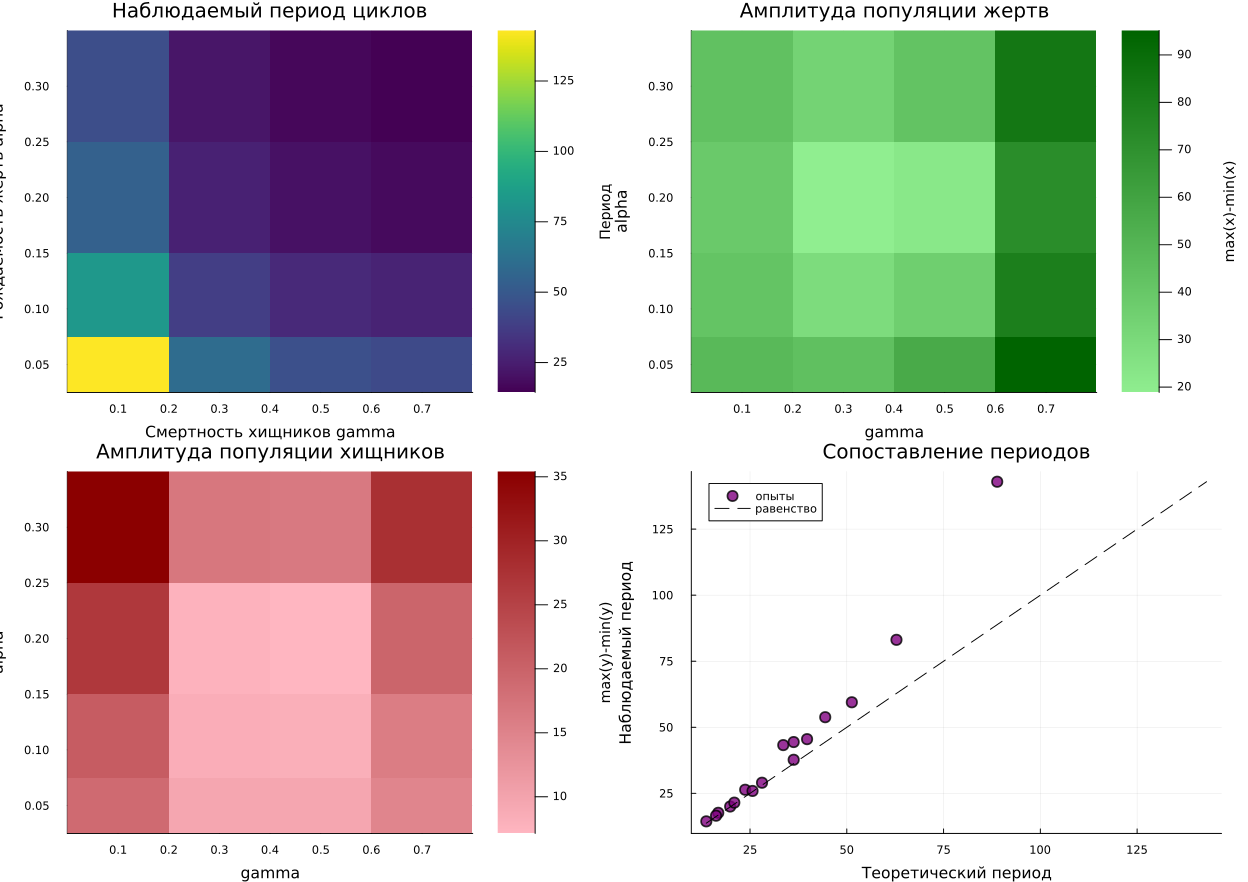 Наблюдаемый период циклов
0.30
0.25
0.20
0.15
0.10
0.05
0.1 0.2 0.3 0.4 0.5 0.6 0.7
Смертность хищников gamma
125
100
75
50
25
Период
Амплитуда популяции жертв
alpha
0.30
0.25
0.20
0.15
0.10
0.05
0.1 0.2 0.3 0.4 0.5 0.6 0.7
gamma
90
80
70
60
50
40
30
20
max(x)-min(x)
Амплитуда популяции хищников
0.30
0.25
0.20
0.15
0.10
0.05
0.1 0.2 0.3 0.4 0.5 0.6 0.7
gamma
35
30
25
20
15
10
max(y)-min(y)
Сопоставление периодов
Наблюдаемый период
125
100
75
50
25
опыты
равенство
25 50 75 100 125
Теоретический период